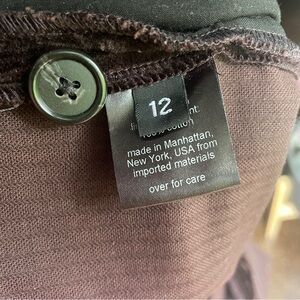 12
100% cotton
made in Manhattan,
New York, USA from
imported materials
over for care